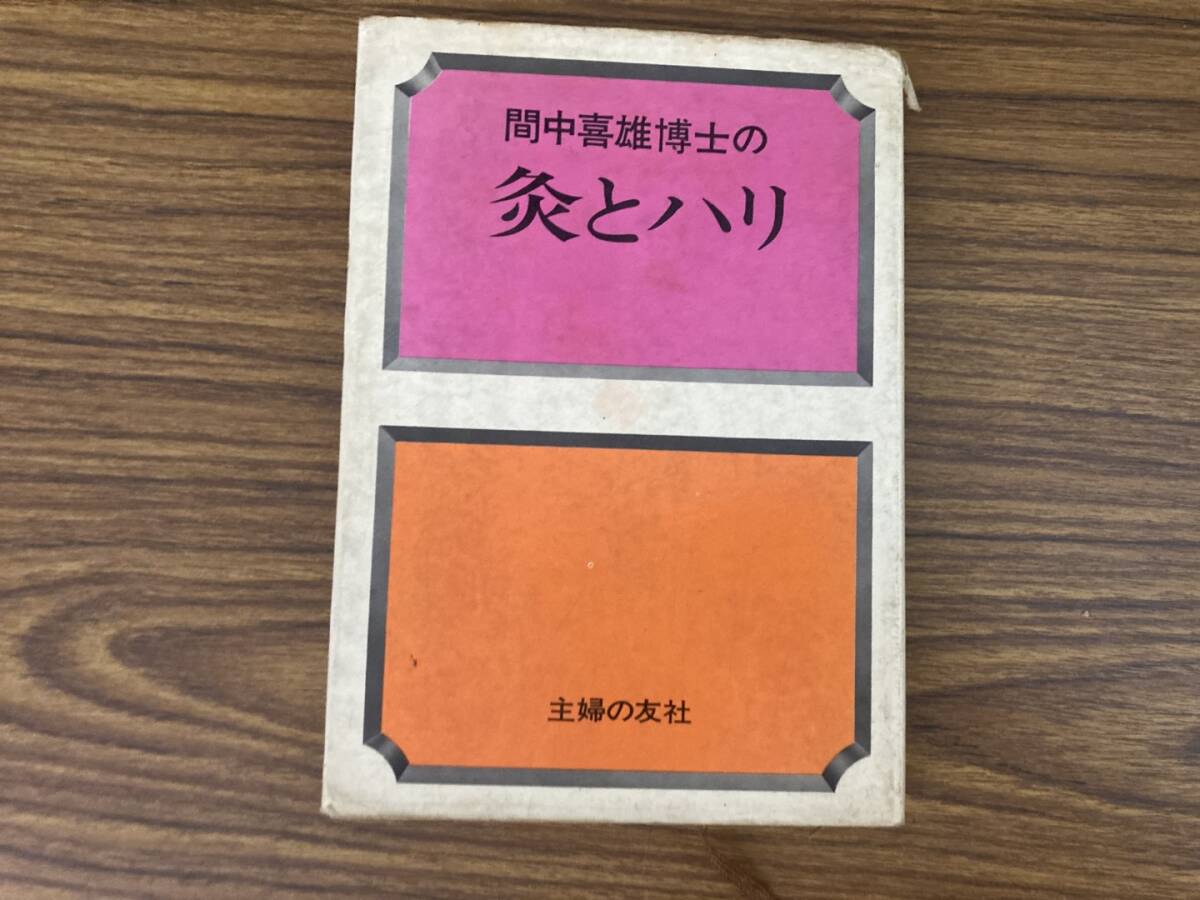 間中喜雄博士の
灸とハリ
主婦の友社